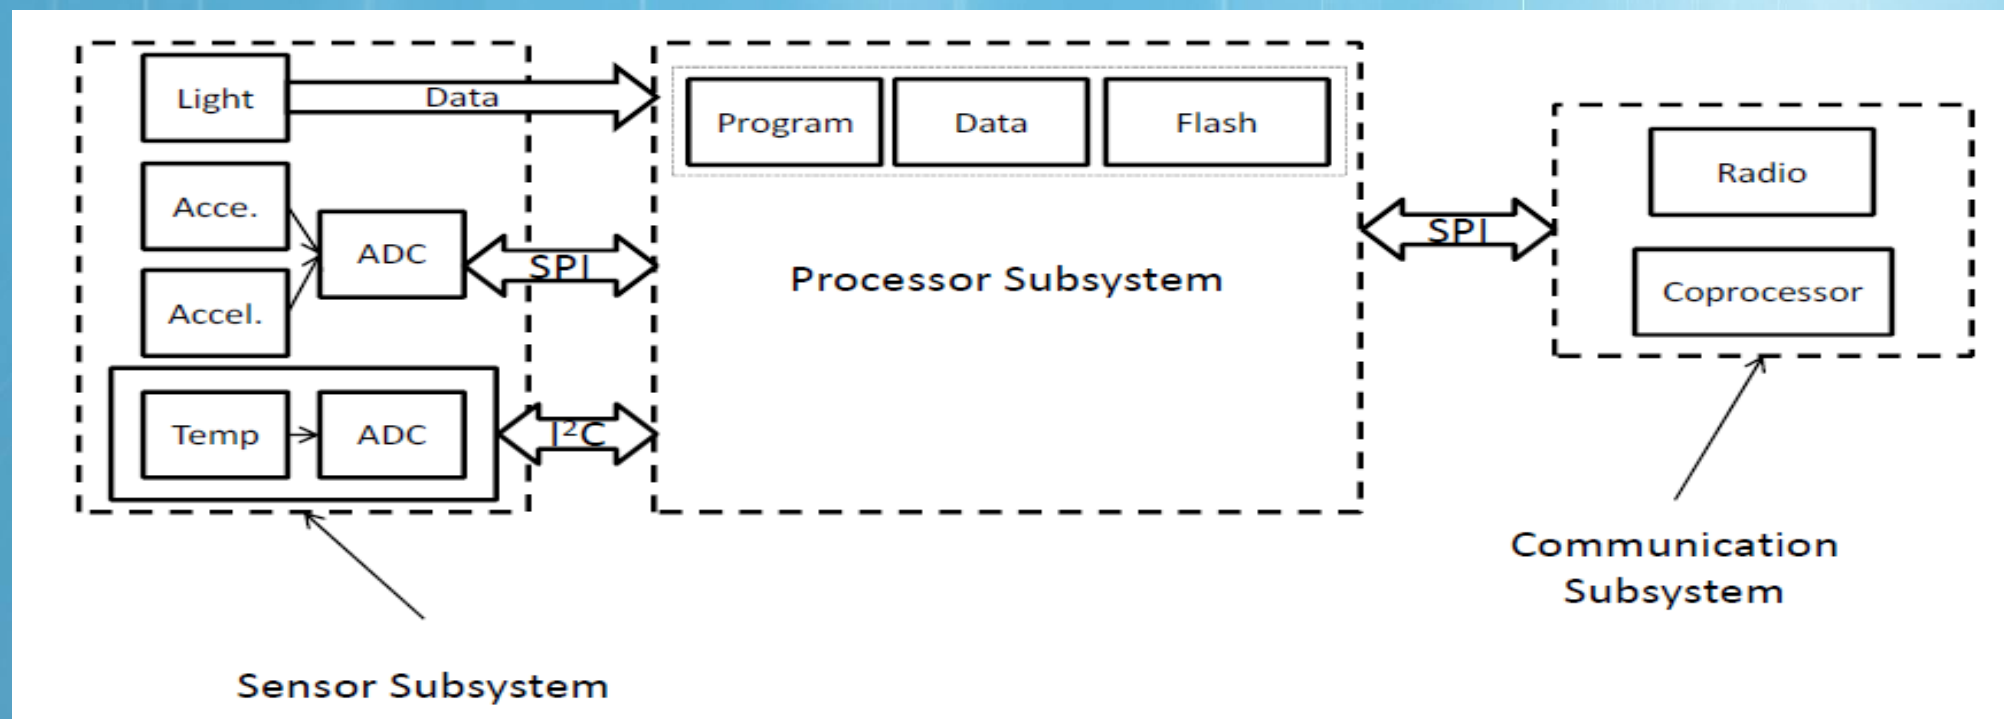 Light
Data
Acce.
ADC
SPI
Accel.
Temp
ADC
I²C
Sensor Subsystem
Program
Data
Flash
Processor Subsystem
SPI
Radio
Coprocessor
Communication
Subsystem